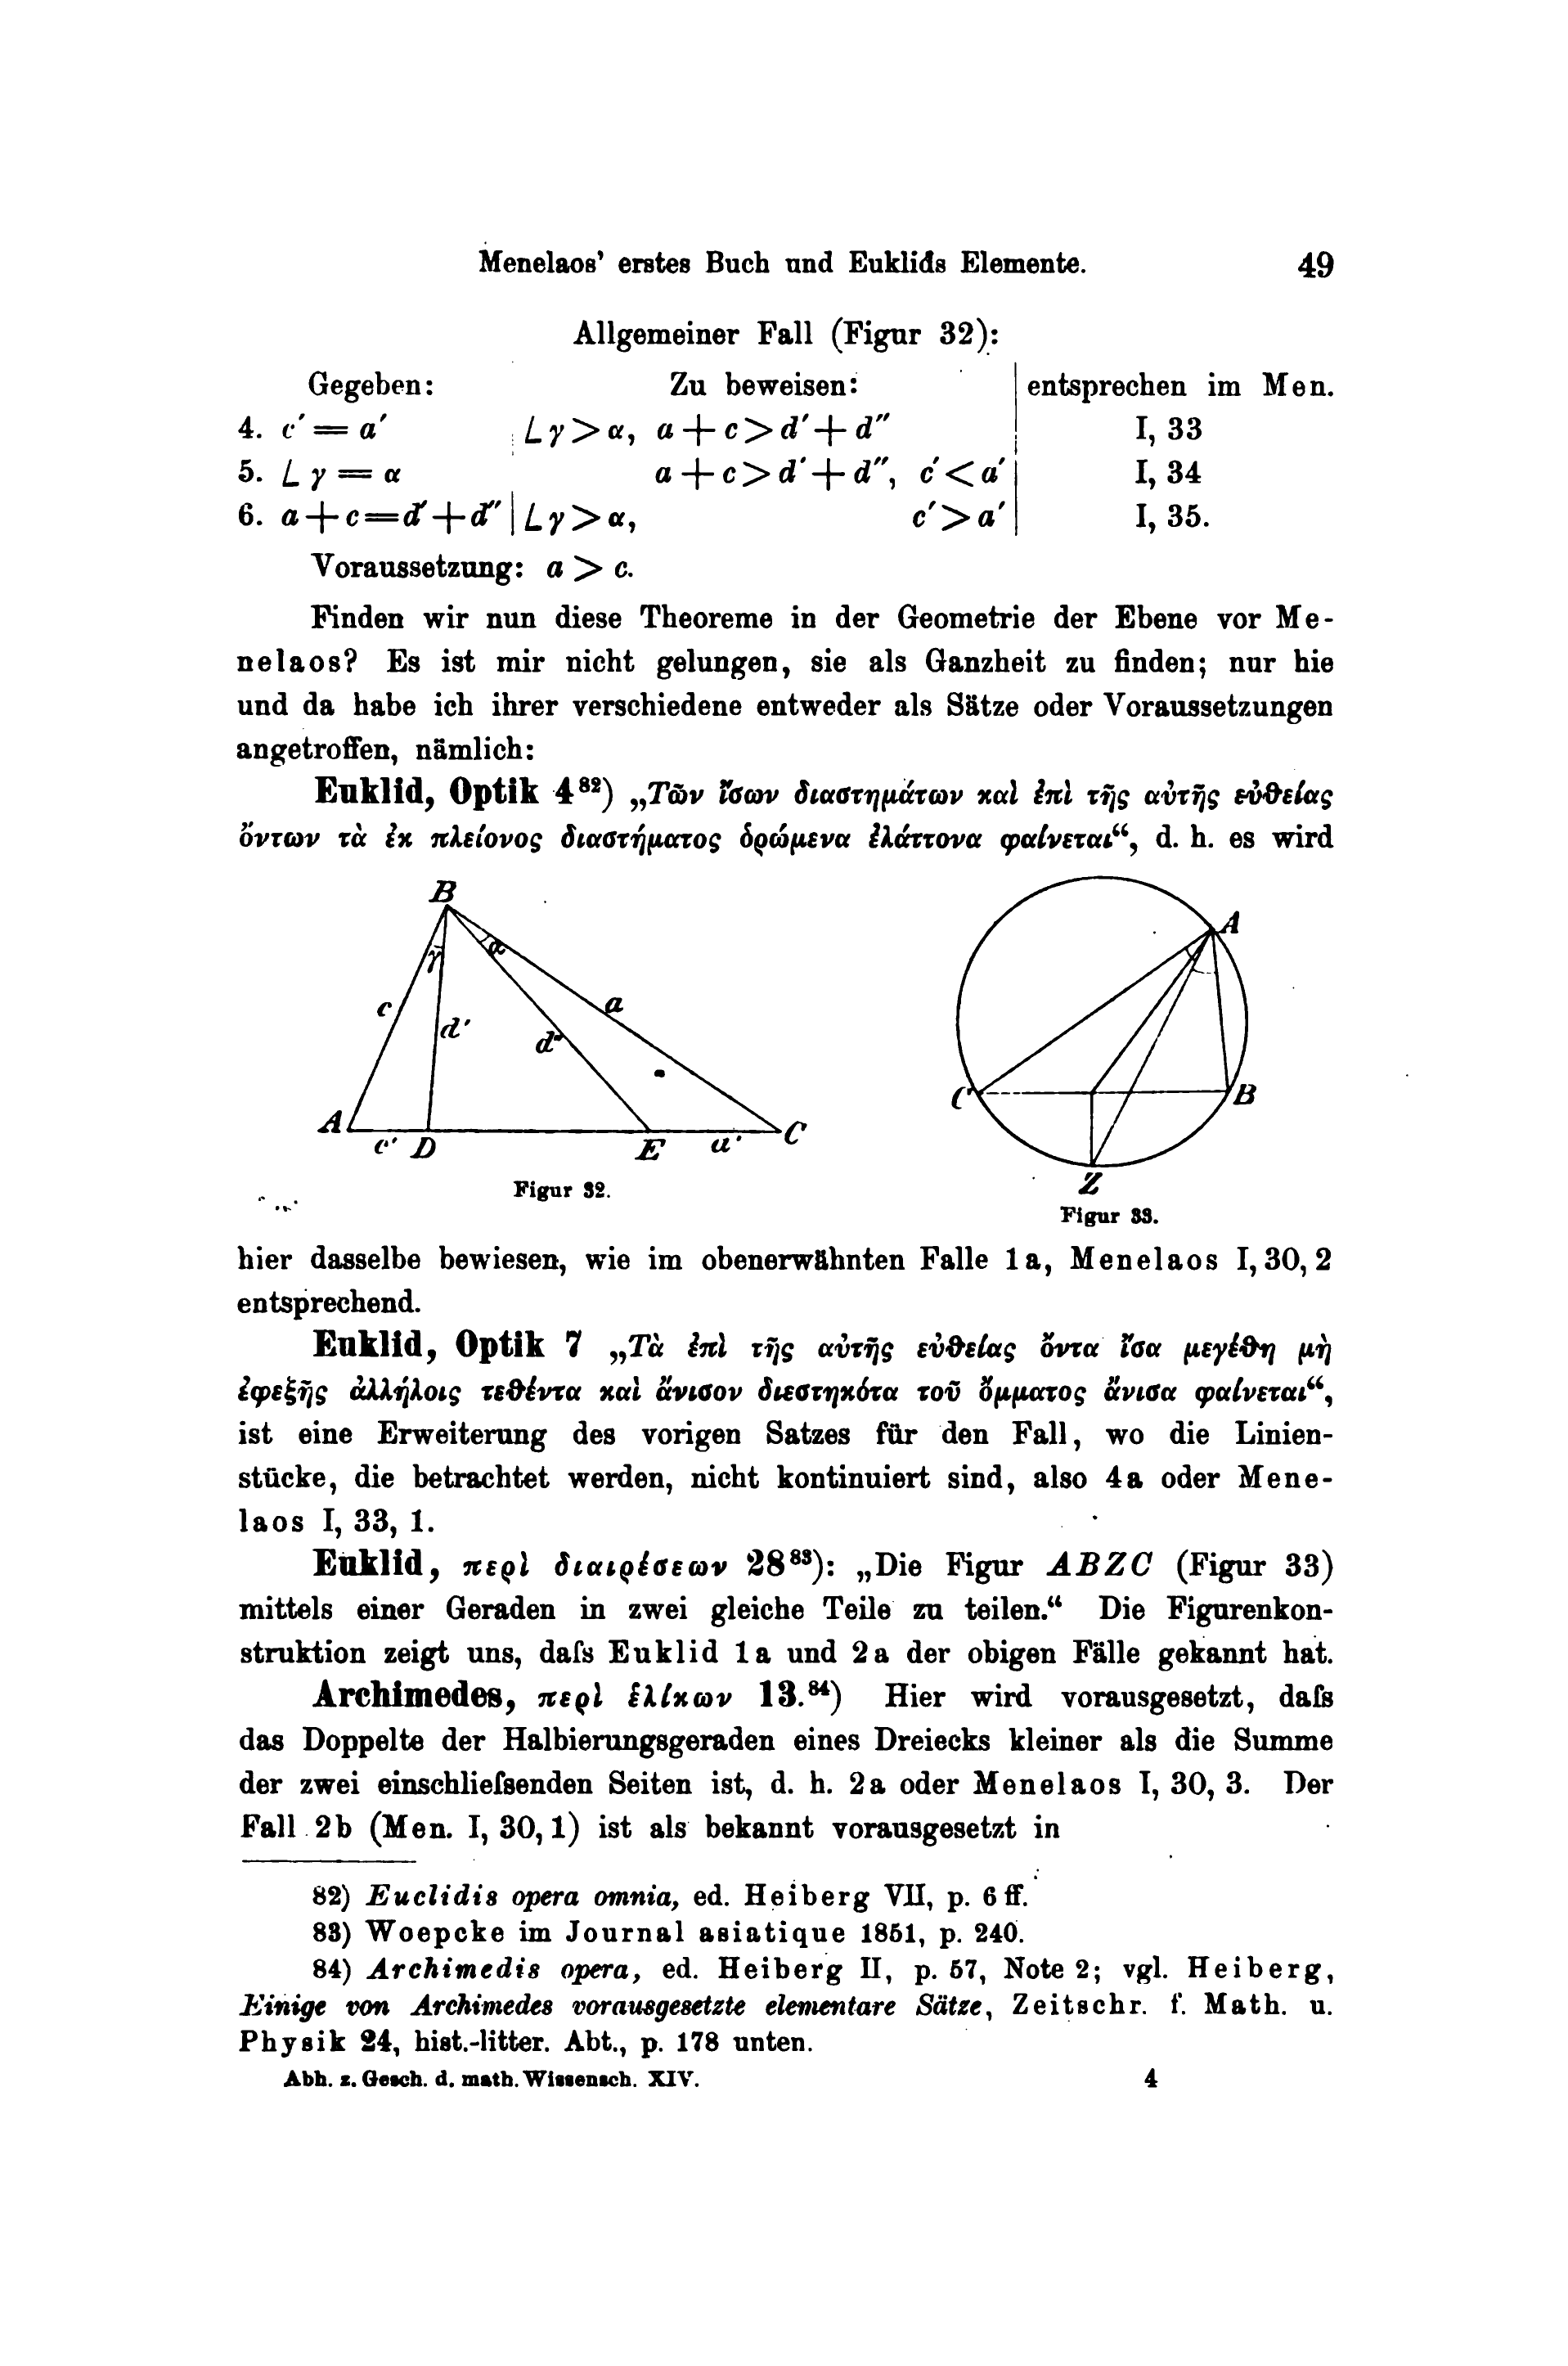 Menelaos' erstes Buch und Euklids Elemente. 49
Allgemeiner Fall (Figur 32):
Gegeben: Zu beweisen: entsprechen im Men.
4. c′ = a′ ∟γ > α, a + c > d′ + d″ I, 33
5. ∟γ = α a + c > d′ + d″, c′ < a′ I, 34
6. a + c = d′ + d″ ∟γ > α, c′ > a′ I, 35.
Voraussetzung: a > c.
Finden wir nun diese Theoreme in der Geometrie der Ebene vor Me-
nelaos? Es ist mir nicht gelungen, sie als Ganzheit zu finden; nur hie
und da habe ich ihrer verschiedene entweder als Sätze oder Voraussetzungen
angetroffen, nämlich:
Euklid, Optik 4⁸²) „Τῶν ἴσων διαστημάτων καὶ ἐπὶ τῆς αὐτῆς εὐθείας
ὄντων τὰ ἐκ πλείονος διαστήματος ὁρώμενα ἐλάττονα φαίνεται“, d. h. es wird
B
γ
α
c
d′
d″
a
A
c′ D
E
a′
C
Figur 32.
A
C
B
Z
Figur 33.
hier dasselbe bewiesen, wie im obenerwähnten Falle 1a, Menelaos I, 30, 2
entsprechend.
Euklid, Optik 7 „Τὰ ἐπὶ τῆς αὐτῆς εὐθείας ὄντα ἴσα μεγέθη μὴ
ἐφεξῆς ἀλλήλοις τεθέντα καὶ ἄνισον διεστηκότα τοῦ ὄμματος ἄνισα φαίνεται“,
ist eine Erweiterung des vorigen Satzes für den Fall, wo die Linien-
stücke, die betrachtet werden, nicht kontinuiert sind, also 4a oder Mene-
laos I, 33, 1.
Euklid, περὶ διαιρέσεων 28⁸³): „Die Figur ABZC (Figur 33)
mittels einer Geraden in zwei gleiche Teile zu teilen.“ Die Figurenkon-
struktion zeigt uns, daſs Euklid 1a und 2a der obigen Fälle gekannt hat.
Archimedes, περὶ ἑλίκων 13.⁸⁴) Hier wird vorausgesetzt, daſs
das Doppelte der Halbierungsgeraden eines Dreiecks kleiner als die Summe
der zwei einschlieſsenden Seiten ist, d. h. 2a oder Menelaos I, 30, 3. Der
Fall 2b (Men. I, 30, 1) ist als bekannt vorausgesetzt in
82) Euclidis opera omnia, ed. Heiberg VII, p. 6 ff.
83) Woepcke im Journal asiatique 1851, p. 240.
84) Archimedis opera, ed. Heiberg II, p. 57, Note 2; vgl. Heiberg,
Einige von Archimedes vorausgesetzte elementare Sätze, Zeitschr. f. Math. u.
Physik 24, hist.-litter. Abt., p. 178 unten.
Abh. z. Gesch. d. math. Wissensch. XIV. 4